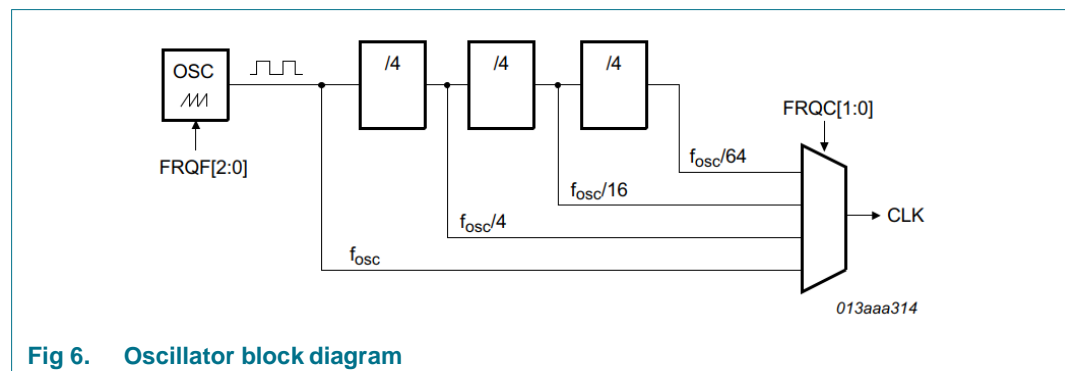 OSC
/4
/4
/4
FRQF[2:0]
FRQC[1:0]
fosc/64
fosc/16
fosc/4
fosc
CLK
013aaa314
Fig 6. Oscillator block diagram